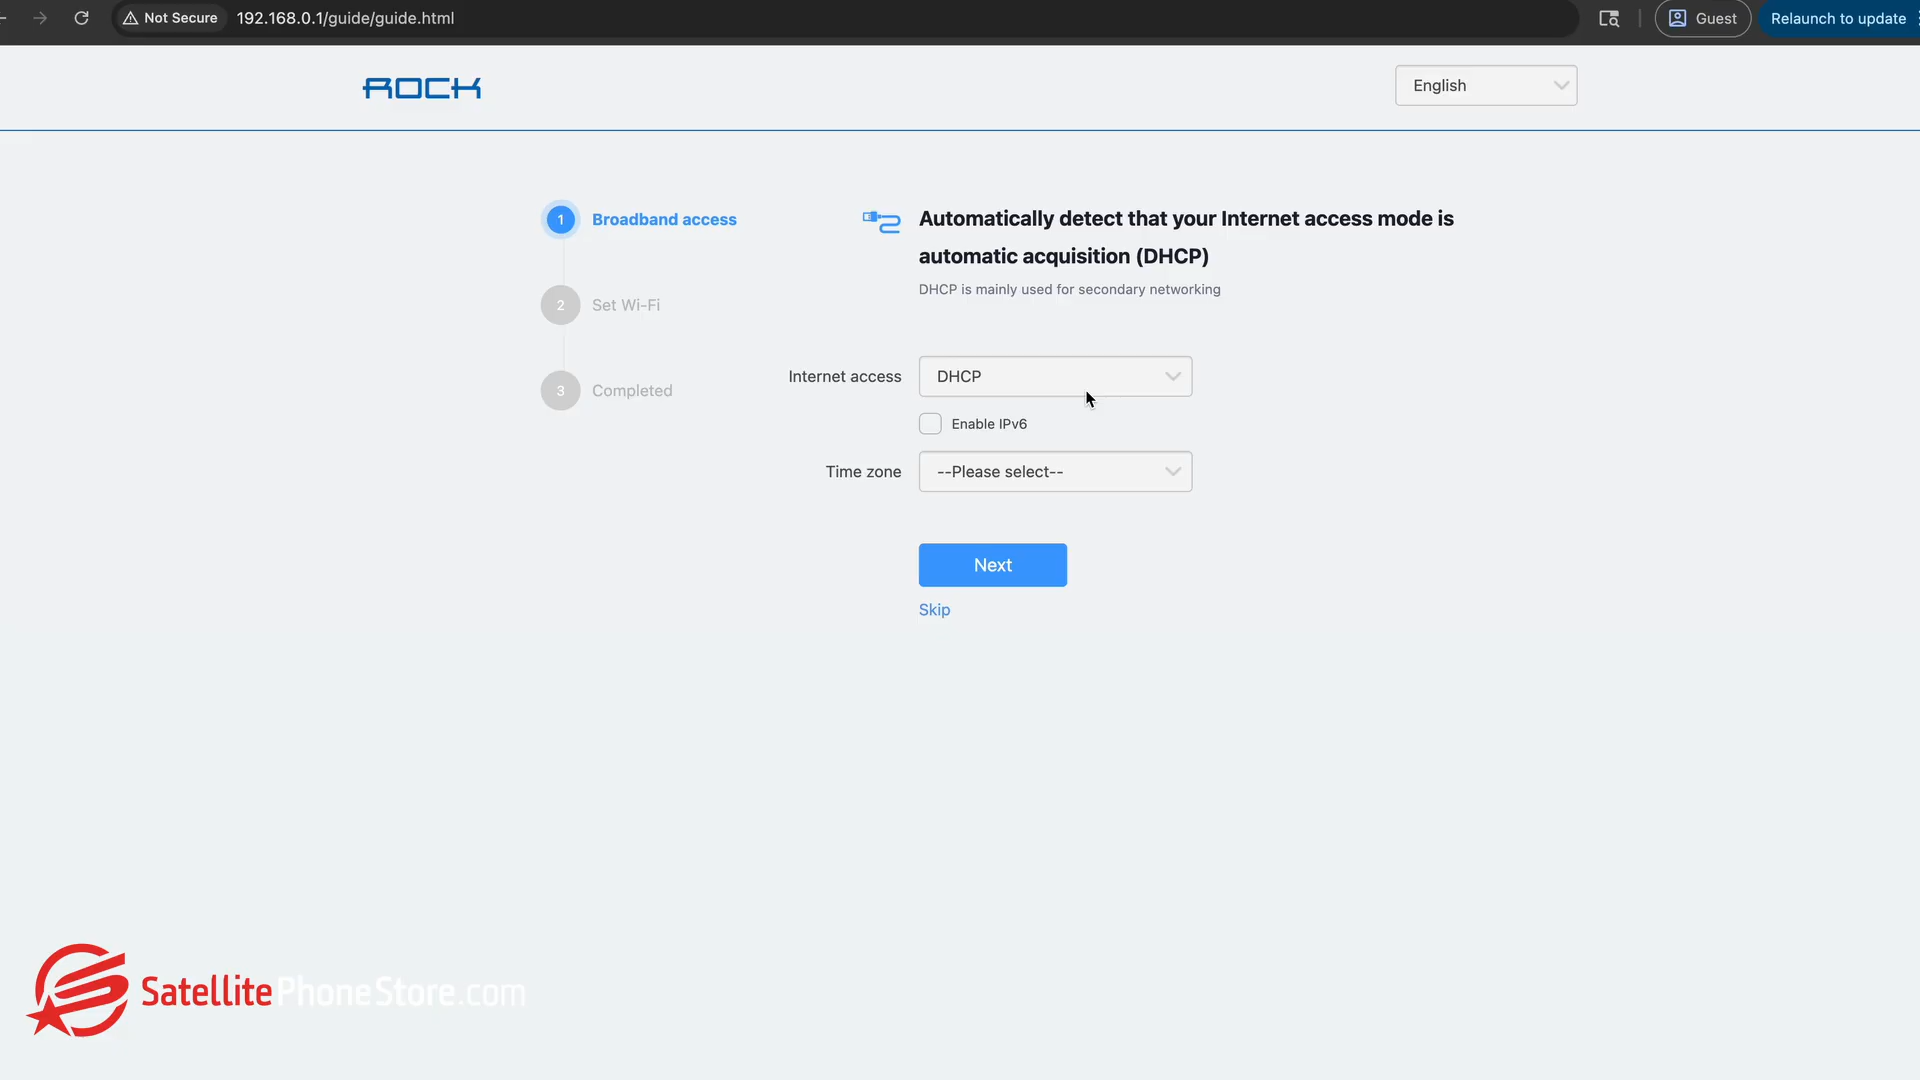 Not Secure 192.168.0.1/guide/guide.html Guest Relaunch to update
ROCK English
1 Broadband access
2 Set Wi-Fi
3 Completed
Automatically detect that your Internet access mode is
automatic acquisition (DHCP)
DHCP is mainly used for secondary networking
Internet access DHCP
Enable IPv6
Time zone --Please select--
Next
Skip
SatellitePhoneStore.com